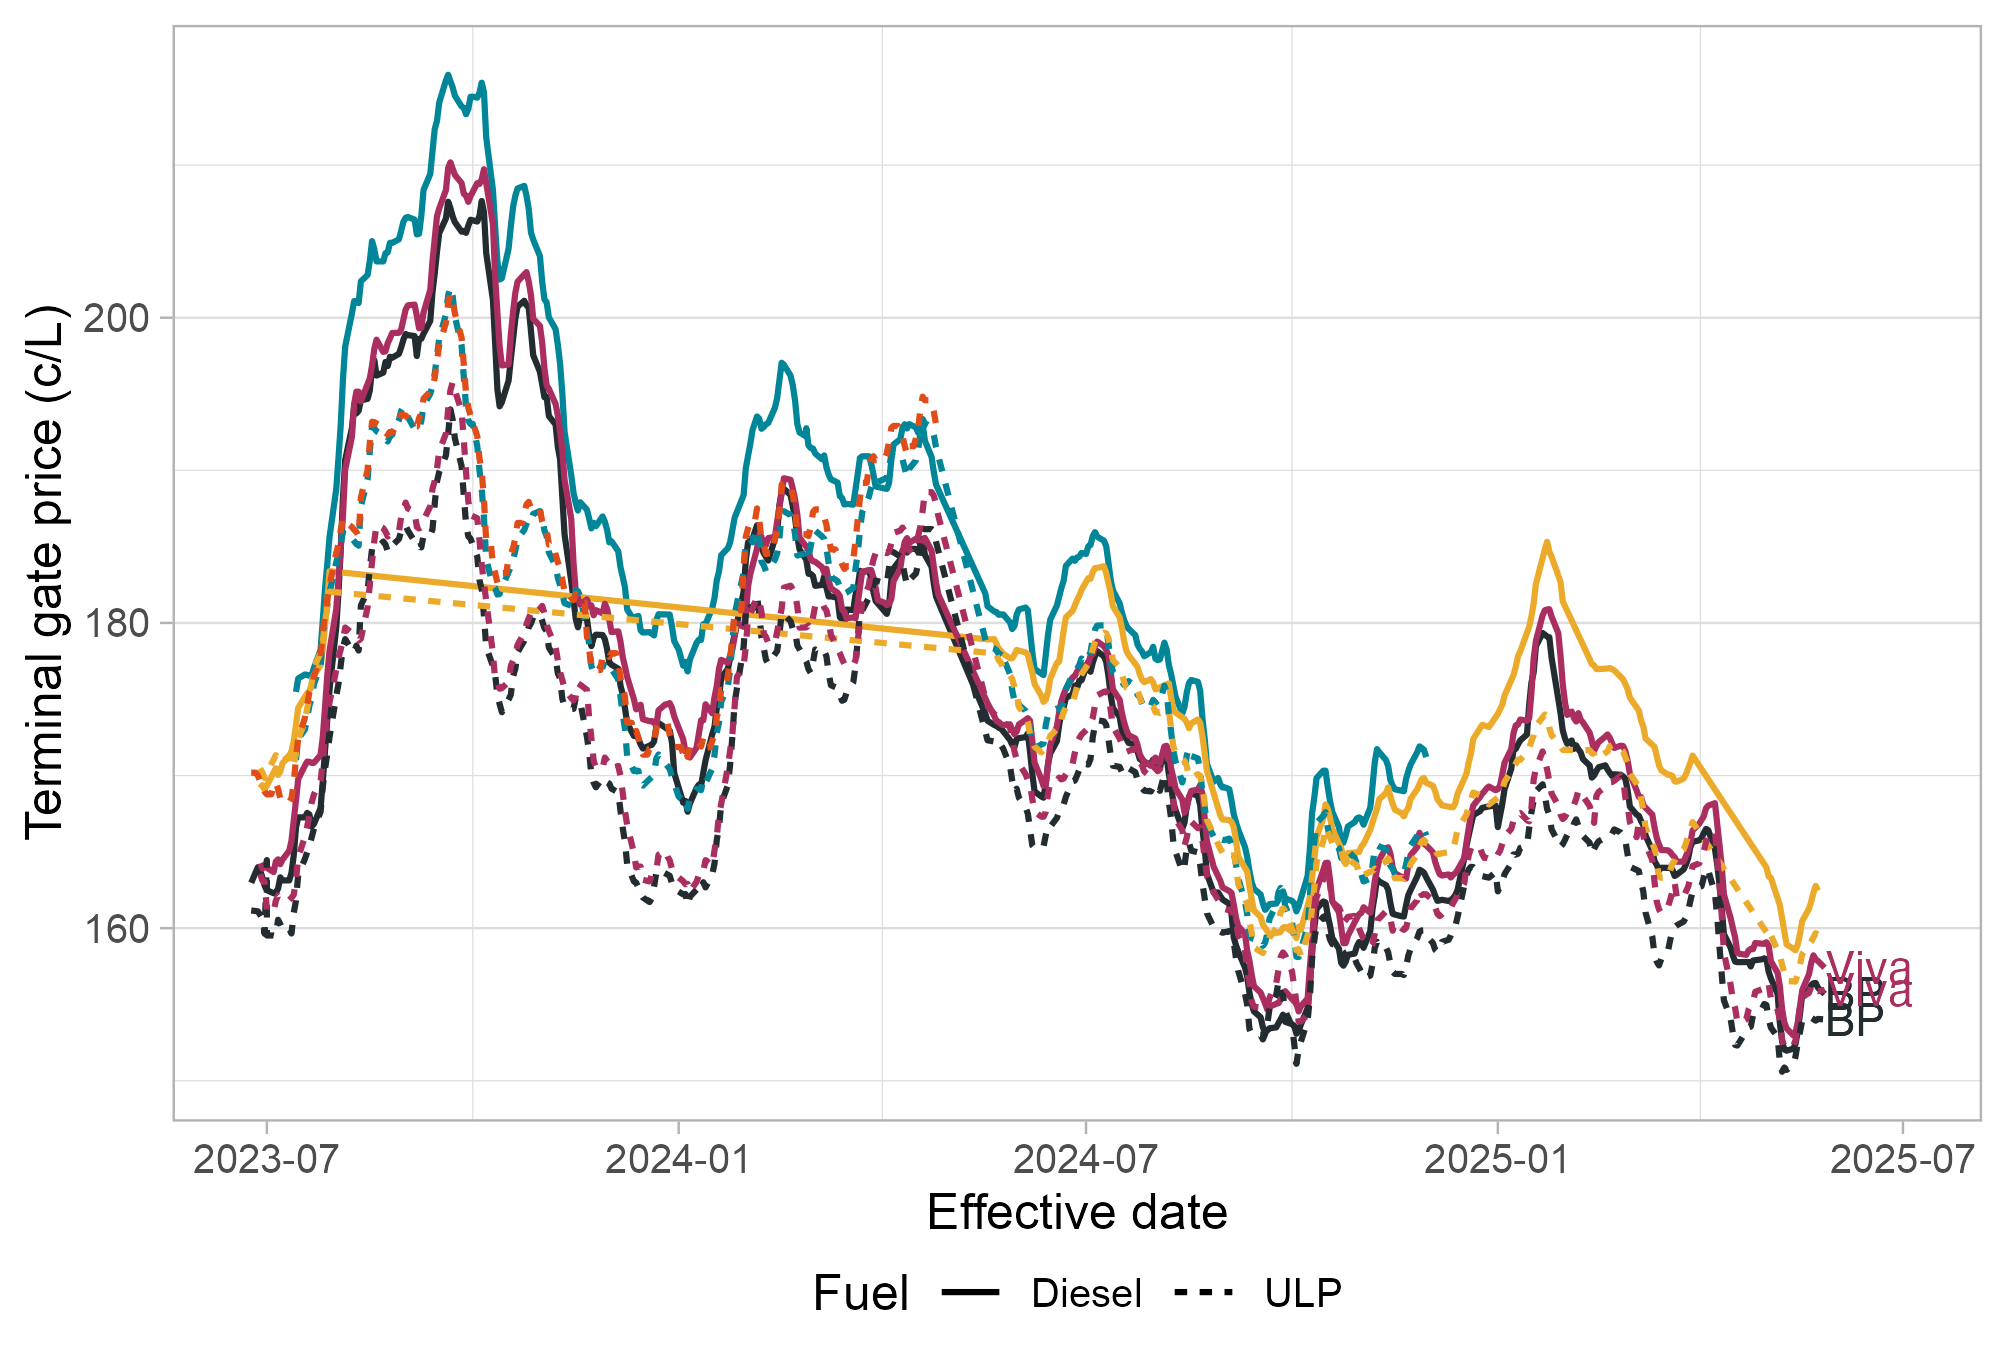 Terminal gate price (c/L)
200
180
160
Viva
BP
Viva
BP
2023-07
2024-01
2024-07
2025-01
2025-07
Effective date
Fuel
Diesel
ULP